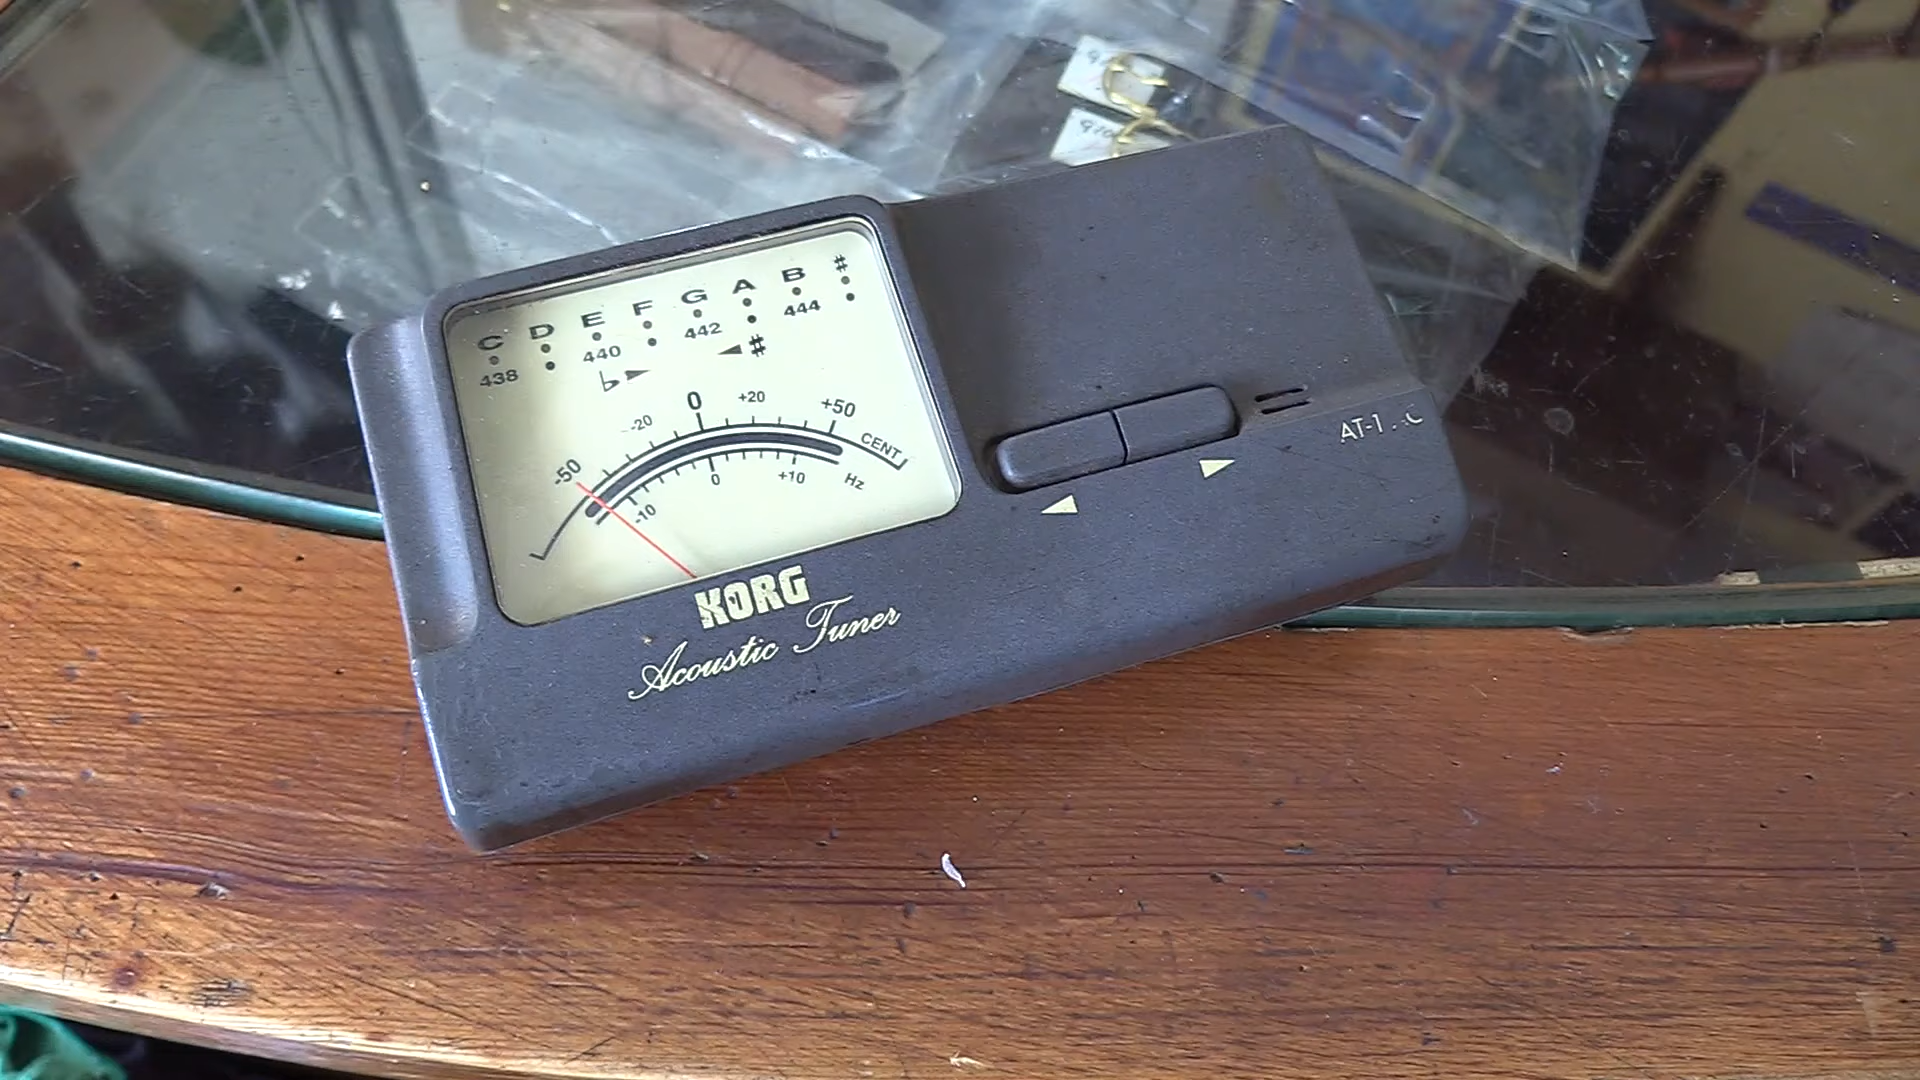 C D E F G A B #
438 440 442 444
♭ #
-50 -20 0 +20 +50 CENT
-10 0 +10 Hz
KORG
Acoustic Tuner